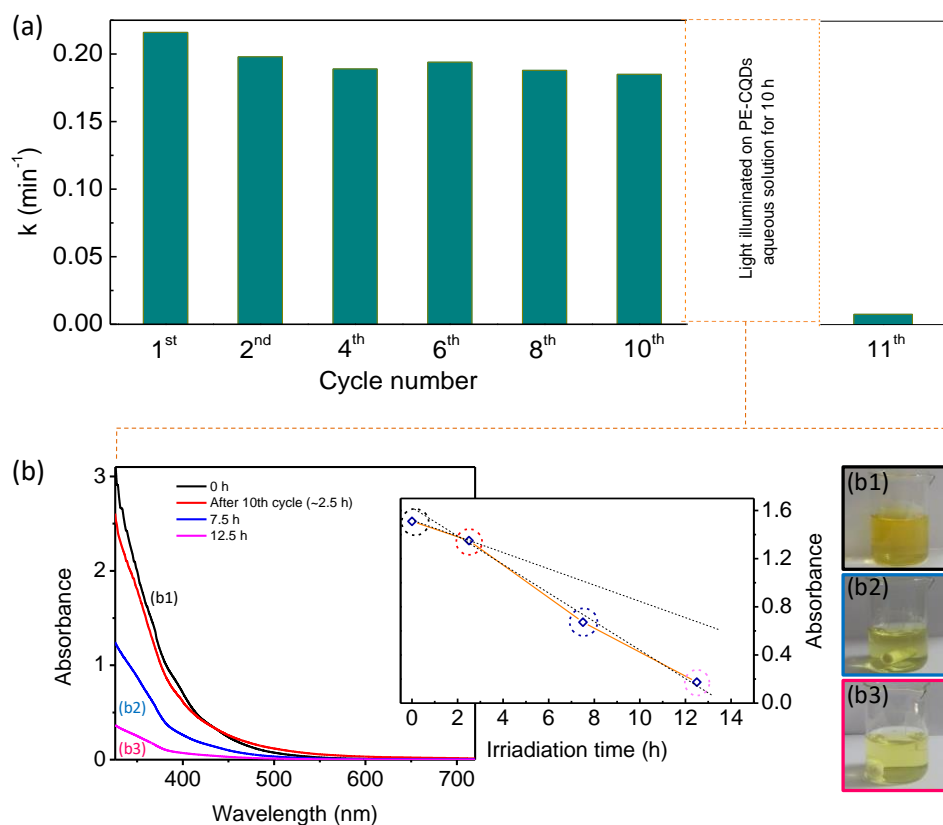 (a)
0.20
0.15
0.10
0.05
0.00
k (min⁻¹)
1ˢᵗ
2ⁿᵈ
4ᵗʰ
6ᵗʰ
8ᵗʰ
10ᵗʰ
11ᵗʰ
Cycle number
Light illuminated on PE-CQDs
aqueous solution for 10 h
(b)
3
2
1
0
Absorbance
400
500
600
700
Wavelength (nm)
0 h
After 10th cycle (~2.5 h)
7.5 h
12.5 h
(b1)
(b2)
(b3)
1.6
1.2
0.8
0.4
0.0
Absorbance
0 2 4 6 8 10 12 14
Irriadiation time (h)
(b1)
(b2)
(b3)